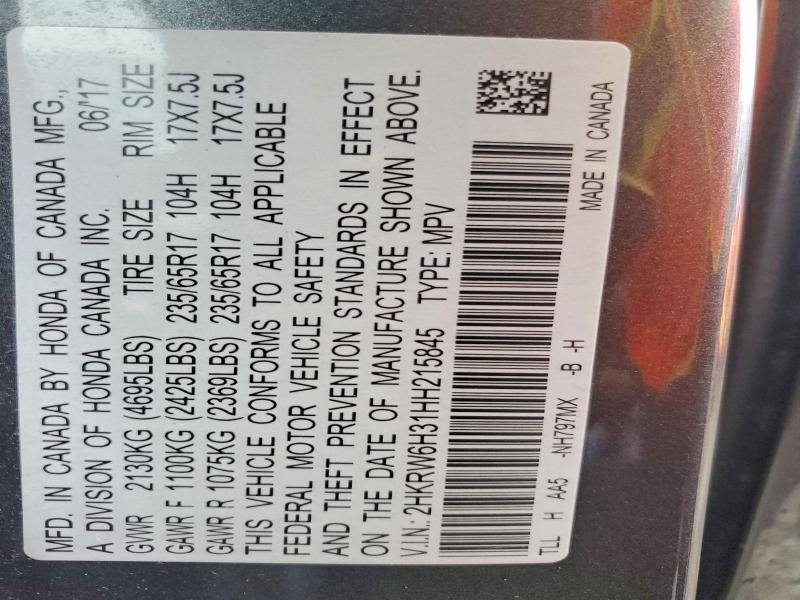 MFD. IN CANADA BY HONDA OF CANADA MFG.,
A DIVISION OF HONDA CANADA INC. 06/'17
GVWR 2130KG (4695LBS) TIRE SIZE RIM SIZE
GAWR F 1100KG (2425LBS) 235/65R17 104H 17X7.5J
GAWR R 1075KG (2369LBS) 235/65R17 104H 17X7.5J
THIS VEHICLE CONFORMS TO ALL APPLICABLE
FEDERAL MOTOR VEHICLE SAFETY
AND THEFT PREVENTION STANDARDS IN EFFECT
ON THE DATE OF MANUFACTURE SHOWN ABOVE.
V.I.N.: 2HKRW6H31HH215845 TYPE: MPV
TLL H AA5 -NH797MX -B -H
MADE IN CANADA